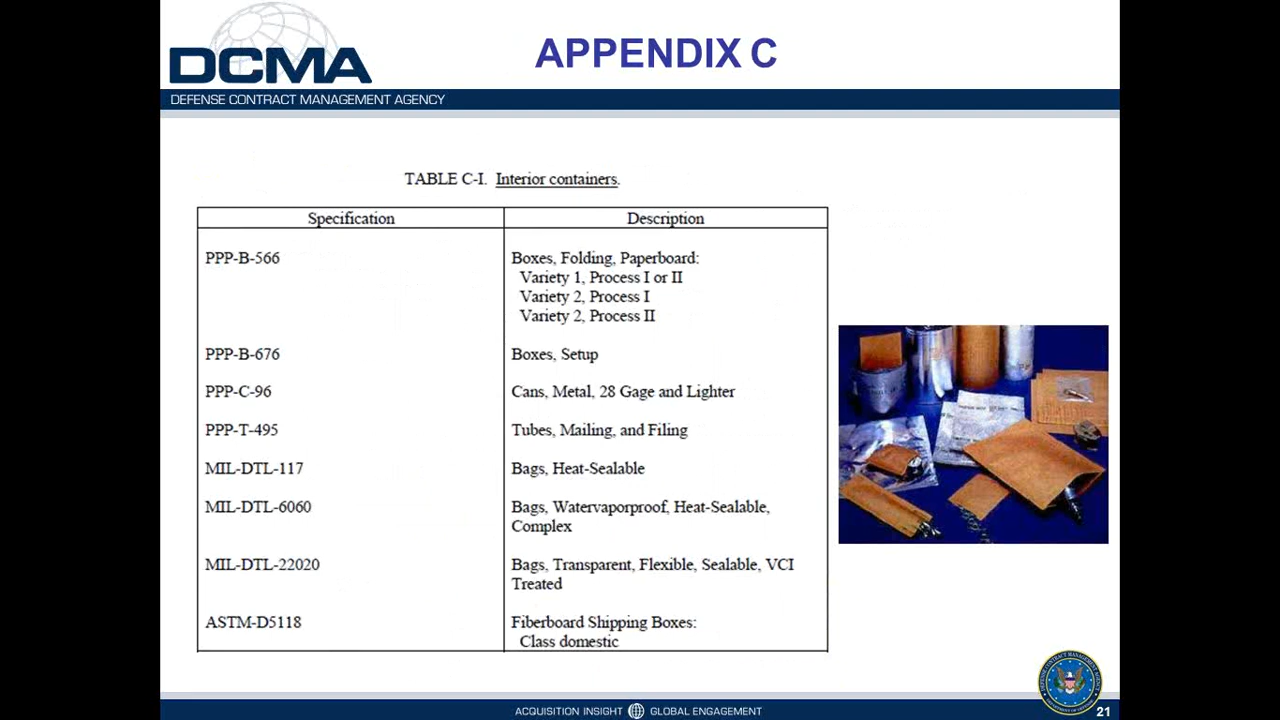 DCMA
APPENDIX C
DEFENSE CONTRACT MANAGEMENT AGENCY
TABLE C-I. Interior containers.
Specification Description
PPP-B-566 Boxes, Folding, Paperboard:
Variety 1, Process I or II
Variety 2, Process I
Variety 2, Process II
PPP-B-676 Boxes, Setup
PPP-C-96 Cans, Metal, 28 Gage and Lighter
PPP-T-495 Tubes, Mailing, and Filing
MIL-DTL-117 Bags, Heat-Sealable
MIL-DTL-6060 Bags, Watervaporproof, Heat-Sealable,
Complex
MIL-DTL-22020 Bags, Transparent, Flexible, Sealable, VCI
Treated
ASTM-D5118 Fiberboard Shipping Boxes:
Class domestic
ACQUISITION INSIGHT GLOBAL ENGAGEMENT
21